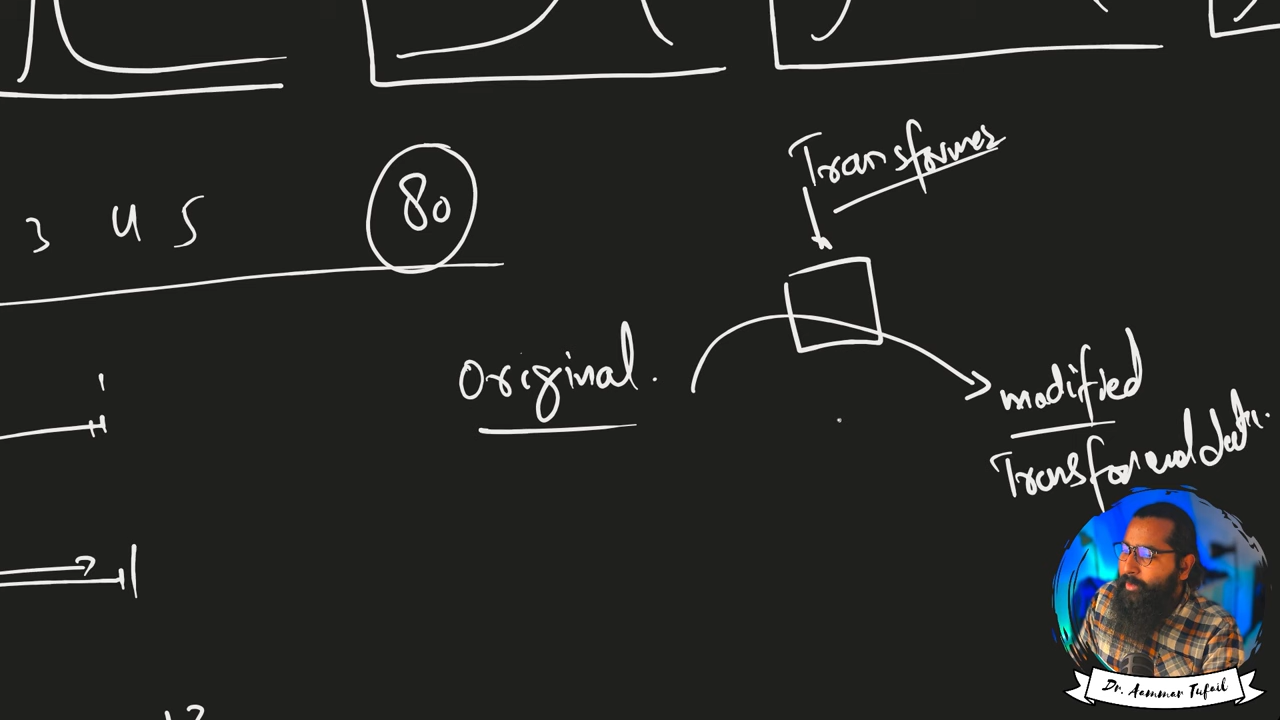 Transformer
3 4 5 80
Original.
modified
Transformed data.
Dr. Aammar Tufail